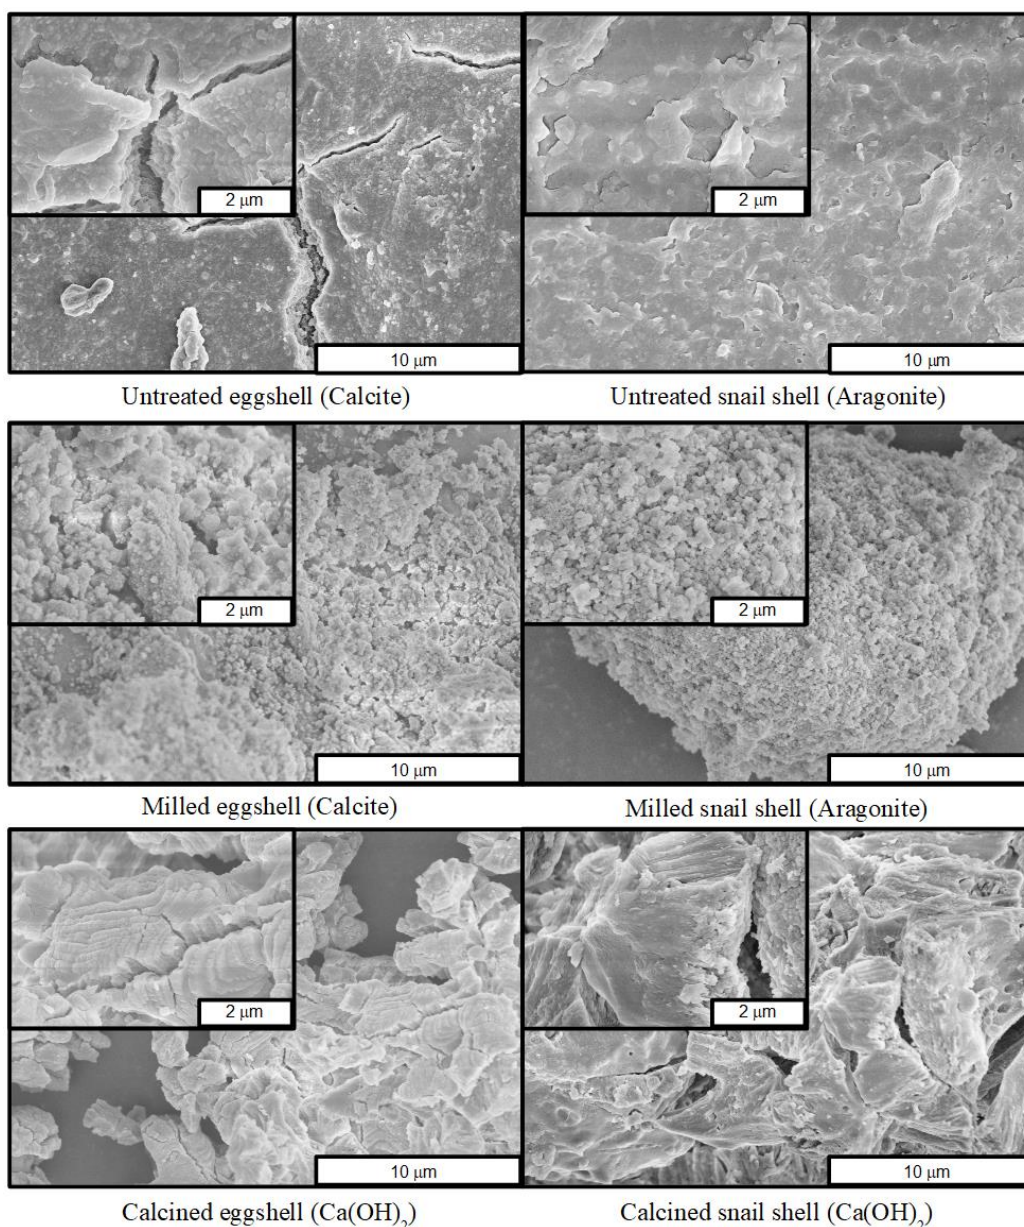 2 μm
10 μm
2 μm
10 μm
Untreated eggshell (Calcite)
Untreated snail shell (Aragonite)
2 μm
10 μm
2 μm
10 μm
Milled eggshell (Calcite)
Milled snail shell (Aragonite)
2 μm
10 μm
2 μm
10 μm
Calcined eggshell (Ca(OH)₂)
Calcined snail shell (Ca(OH)₂)